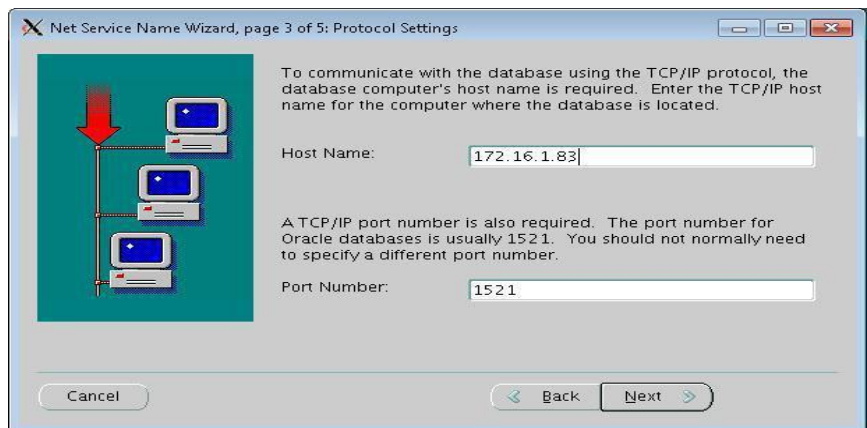 Net Service Name Wizard, page 3 of 5: Protocol Settings
To communicate with the database using the TCP/IP protocol, the
database computer's host name is required. Enter the TCP/IP host
name for the computer where the database is located.
Host Name:
172.16.1.83
A TCP/IP port number is also required. The port number for
Oracle databases is usually 1521. You should not normally need
to specify a different port number.
Port Number:
1521
Cancel
Back
Next